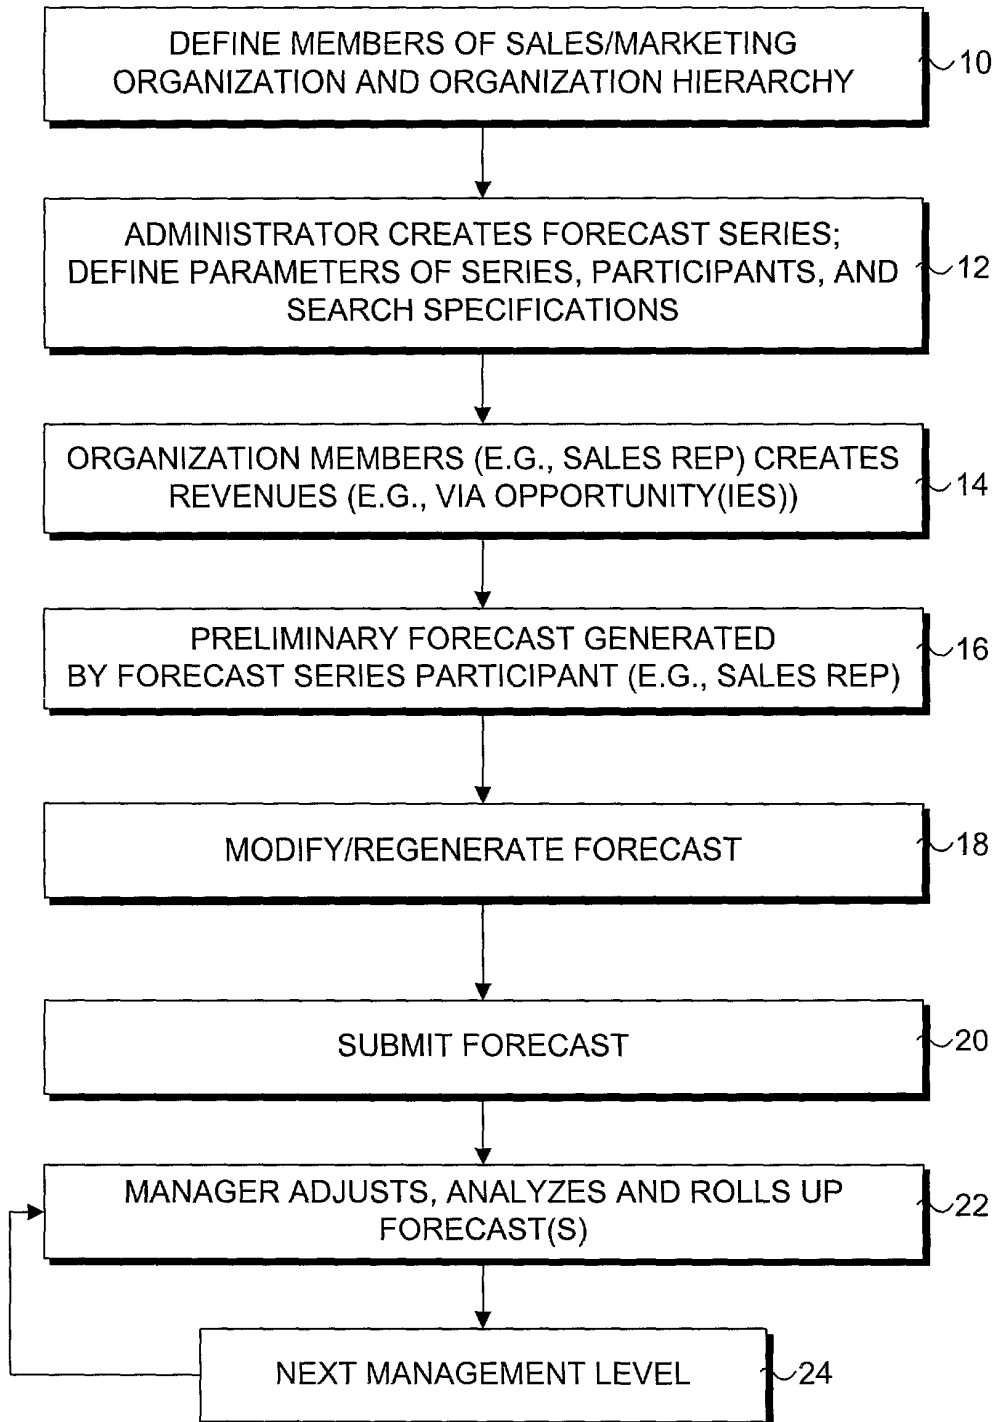 DEFINE MEMBERS OF SALES/MARKETING
ORGANIZATION AND ORGANIZATION HIERARCHY
10
ADMINISTRATOR CREATES FORECAST SERIES;
DEFINE PARAMETERS OF SERIES, PARTICIPANTS, AND
SEARCH SPECIFICATIONS
12
ORGANIZATION MEMBERS (E.G., SALES REP) CREATES
REVENUES (E.G., VIA OPPORTUNITY(IES))
14
PRELIMINARY FORECAST GENERATED
BY FORECAST SERIES PARTICIPANT (E.G., SALES REP)
16
MODIFY/REGENERATE FORECAST
18
SUBMIT FORECAST
20
MANAGER ADJUSTS, ANALYZES AND ROLLS UP
FORECAST(S)
22
NEXT MANAGEMENT LEVEL
24